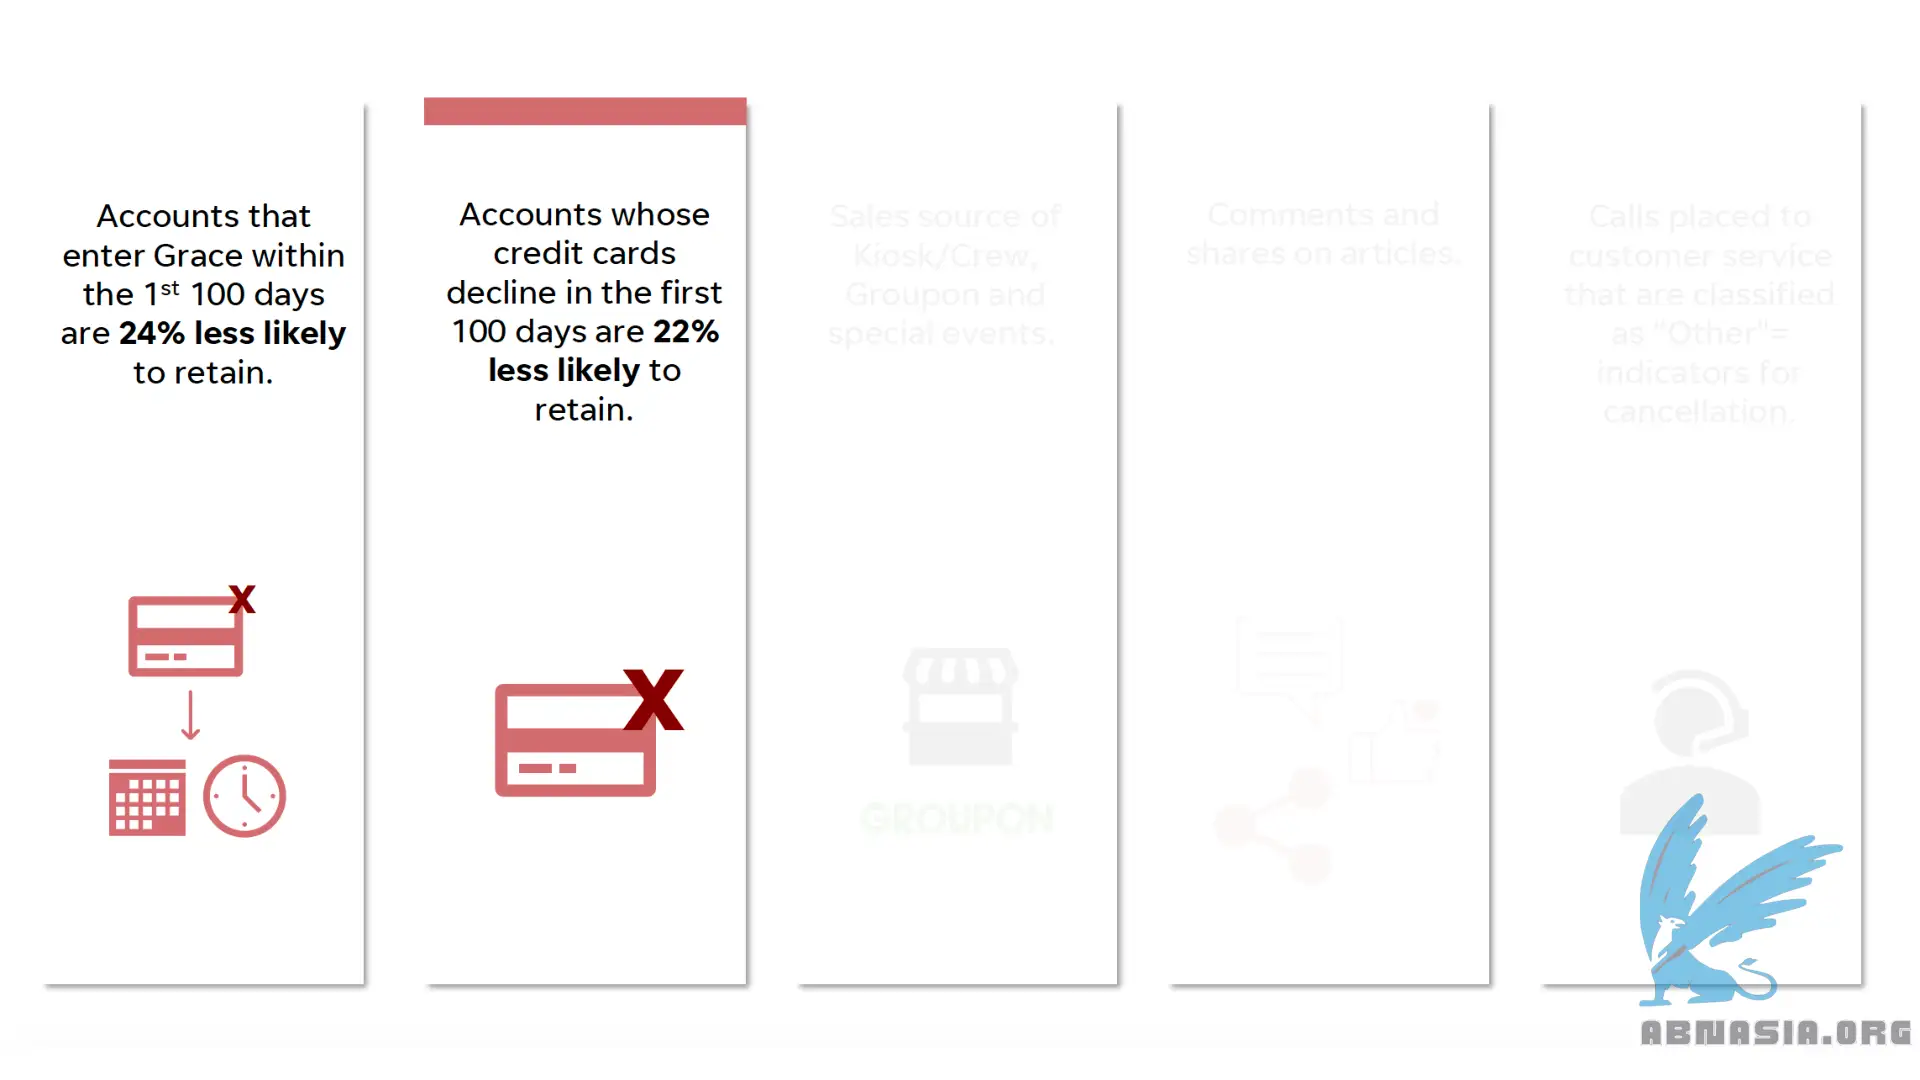 Accounts that
enter Grace within
the 1st 100 days
are 24% less likely
to retain.
Accounts whose
credit cards
decline in the first
100 days are 22%
less likely to
retain.
Sales source of
Kiosk/Crew,
Groupon and
special events.
GROUPON
Comments and
shares on articles.
Calls placed to
customer service
that are classified
as "Other"=
indicators for
cancellation.
ABNASIA.ORG